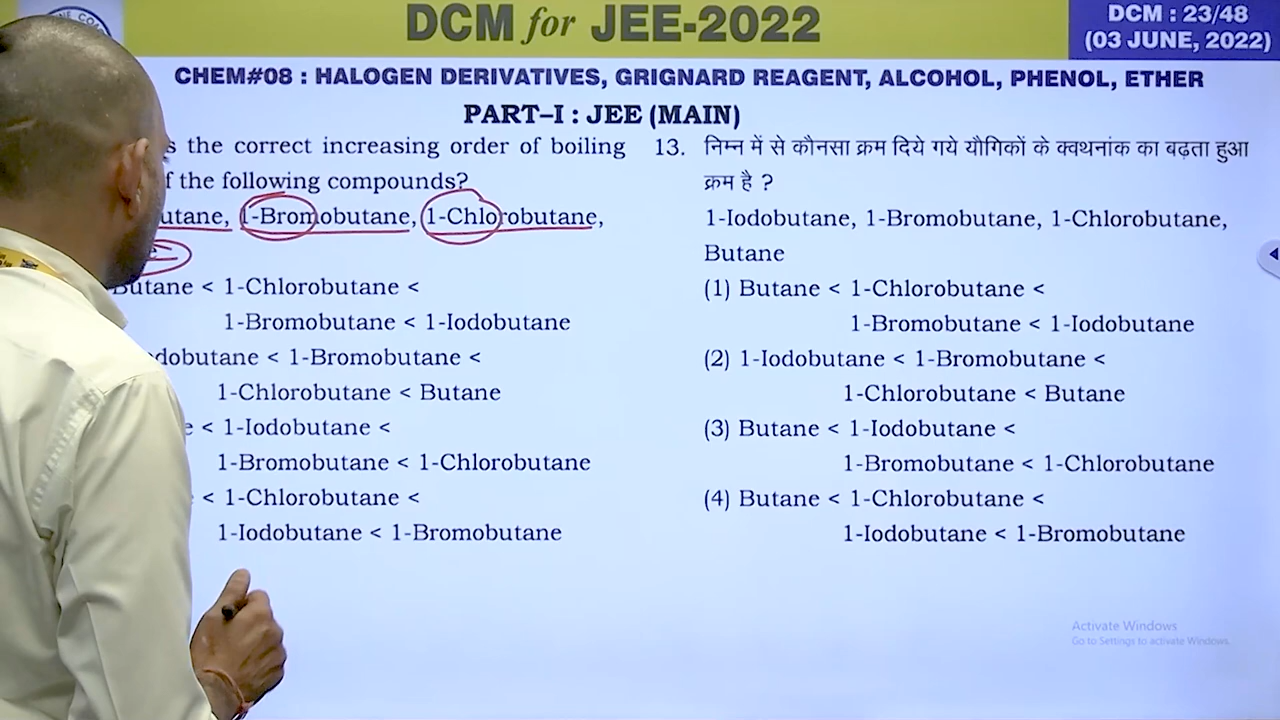 DCM for JEE-2022
DCM : 23/48
(03 JUNE, 2022)
CHEM#08 : HALOGEN DERIVATIVES, GRIGNARD REAGENT, ALCOHOL, PHENOL, ETHER
PART–I : JEE (MAIN)
the correct increasing order of boiling
the following compounds?
1-Bromobutane, 1-Chlorobutane,
Butane < 1-Chlorobutane <
1-Bromobutane < 1-Iodobutane
< 1-Bromobutane <
1-Chlorobutane < Butane
< 1-Iodobutane <
1-Bromobutane < 1-Chlorobutane
< 1-Chlorobutane <
1-Iodobutane < 1-Bromobutane
13. निम्न में से कौनसा क्रम दिये गये यौगिकों के क्वथनांक का बढ़ता हुआ
क्रम है ?
1-Iodobutane, 1-Bromobutane, 1-Chlorobutane,
Butane
(1) Butane < 1-Chlorobutane <
1-Bromobutane < 1-Iodobutane
(2) 1-Iodobutane < 1-Bromobutane <
1-Chlorobutane < Butane
(3) Butane < 1-Iodobutane <
1-Bromobutane < 1-Chlorobutane
(4) Butane < 1-Chlorobutane <
1-Iodobutane < 1-Bromobutane
Activate Windows
Go to Settings to activate Windows.